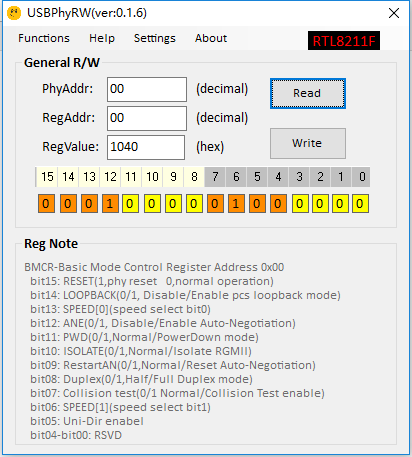 USBPhyRW(ver:0.1.6)
Functions Help Settings About RTL8211F
General R/W
PhyAddr: 00 (decimal) Read
RegAddr: 00 (decimal)
RegValue: 1040 (hex) Write
15 14 13 12 11 10 9 8 7 6 5 4 3 2 1 0
0 0 0 1 0 0 0 0 0 1 0 0 0 0 0 0
Reg Note
BMCR-Basic Mode Control Register Address 0x00
bit15: RESET(1,phy reset 0,normal operation)
bit14: LOOPBACK(0/1, Disable/Enable pcs loopback mode)
bit13: SPEED[0](speed select bit0)
bit12: ANE(0/1, Disable/Enable Auto-Negotiation)
bit11: PWD(0/1,Normal/PowerDown mode)
bit10: ISOLATE(0/1,Normal/Isolate RGMII)
bit09: RestartAN(0/1,Normal/Reset Auto-Negotiation)
bit08: Duplex(0/1,Half/Full Duplex mode)
bit07: Collision test(0/1 Normal/Collision Test enable)
bit06: SPEED[1](speed select bit1)
bit05: Uni-Dir enabel
bit04-bit00: RSVD